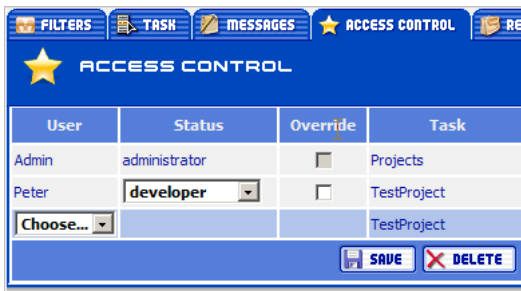 FILTERS TASK MESSAGES ACCESS CONTROL RE
ACCESS CONTROL
User Status Override Task
Admin administrator Projects
Peter developer TestProject
Choose... TestProject
SAVE DELETE